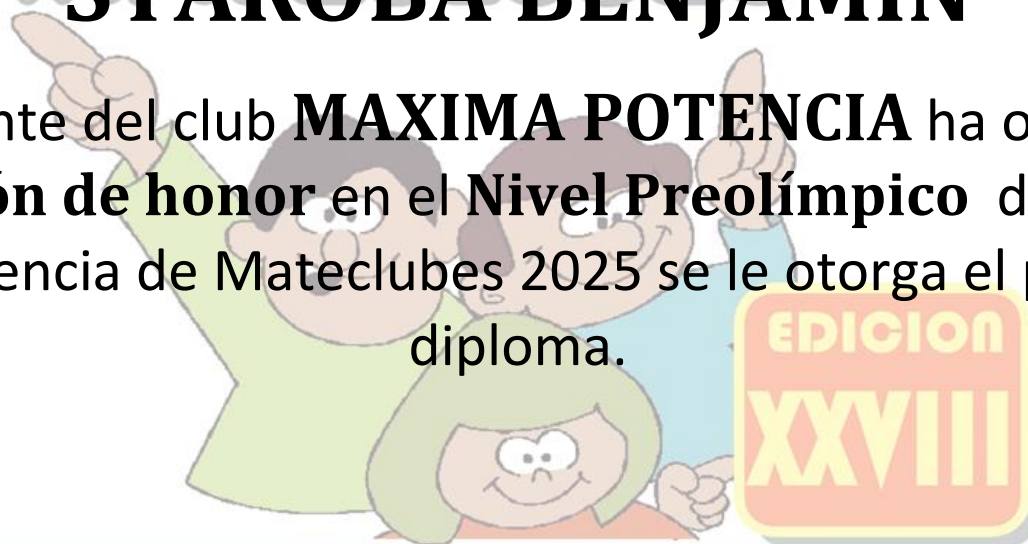 STAROBA BENJAMIN
nte del club MAXIMA POTENCIA ha o
ón de honor en el Nivel Preolímpico d
encia de Mateclubes 2025 se le otorga el p
diploma.
EDICION
XXVIII